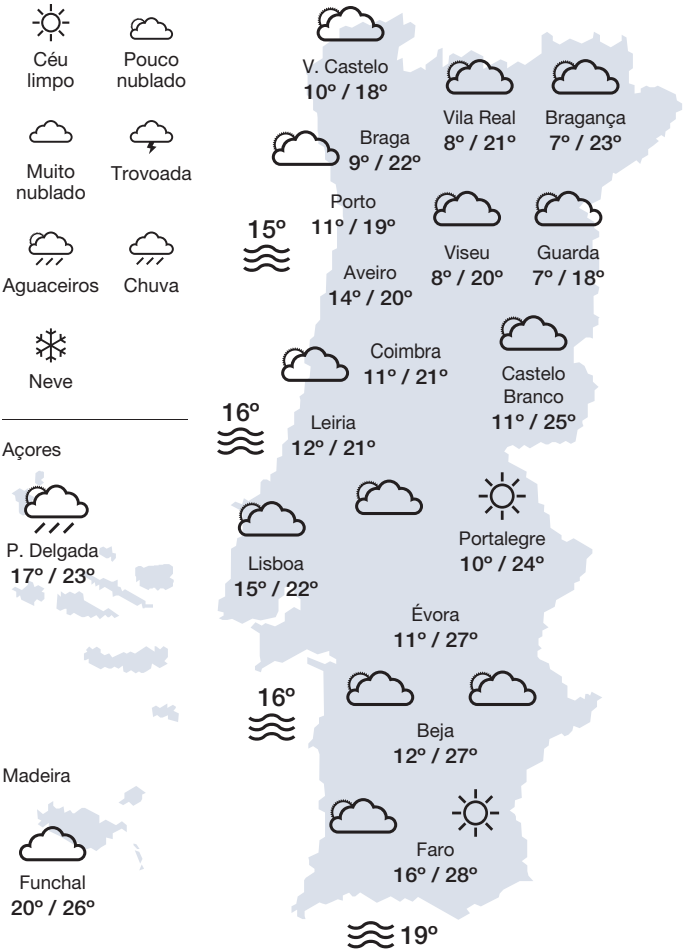 Céu
limpo
Pouco
nublado
Muito
nublado
Trovoada
Aguaceiros
Chuva
Neve
Açores
P. Delgada
17º / 23º
Madeira
Funchal
20º / 26º
V. Castelo
10º / 18º
Vila Real
8º / 21º
Bragança
7º / 23º
Braga
9º / 22º
Porto
11º / 19º
15º
Viseu
8º / 20º
Guarda
7º / 18º
Aveiro
14º / 20º
Coimbra
11º / 21º
Castelo
Branco
11º / 25º
16º
Leiria
12º / 21º
Portalegre
10º / 24º
Lisboa
15º / 22º
Évora
11º / 27º
16º
Beja
12º / 27º
Faro
16º / 28º
19º